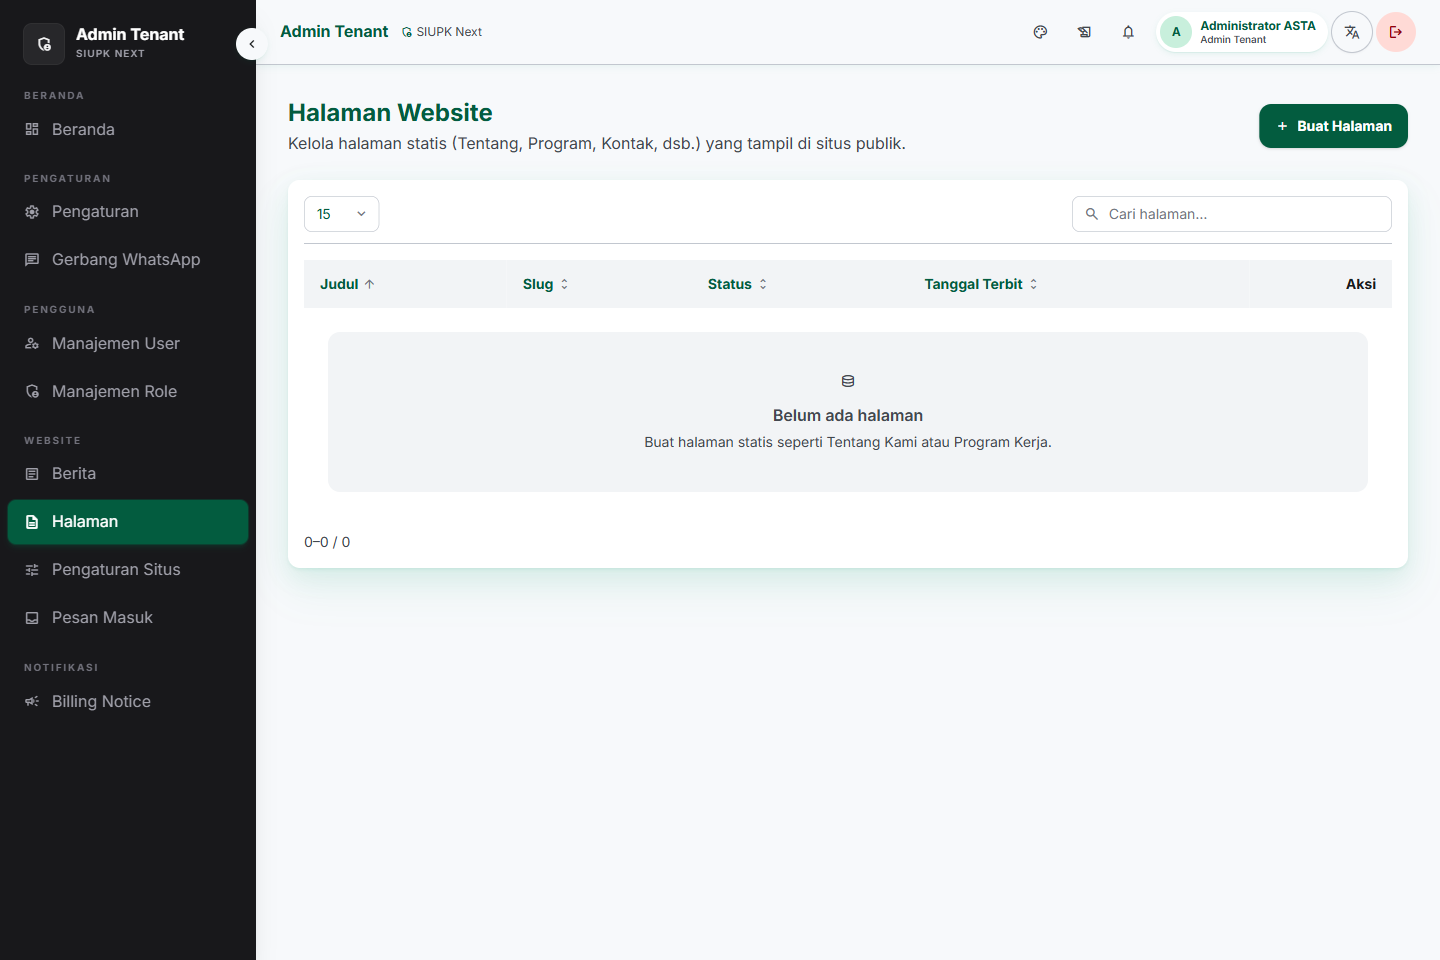 Admin Tenant
SIUPK NEXT
BERANDA
Beranda
PENGATURAN
Pengaturan
Gerbang WhatsApp
PENGGUNA
Manajemen User
Manajemen Role
WEBSITE
Berita
Halaman
Pengaturan Situs
Pesan Masuk
NOTIFIKASI
Billing Notice
Admin Tenant SIUPK Next
A
Administrator ASTA
Admin Tenant
Halaman Website
Kelola halaman statis (Tentang, Program, Kontak, dsb.) yang tampil di situs publik.
+ Buat Halaman
15
Cari halaman...
Judul Slug Status Tanggal Terbit Aksi
Belum ada halaman
Buat halaman statis seperti Tentang Kami atau Program Kerja.
0–0 / 0